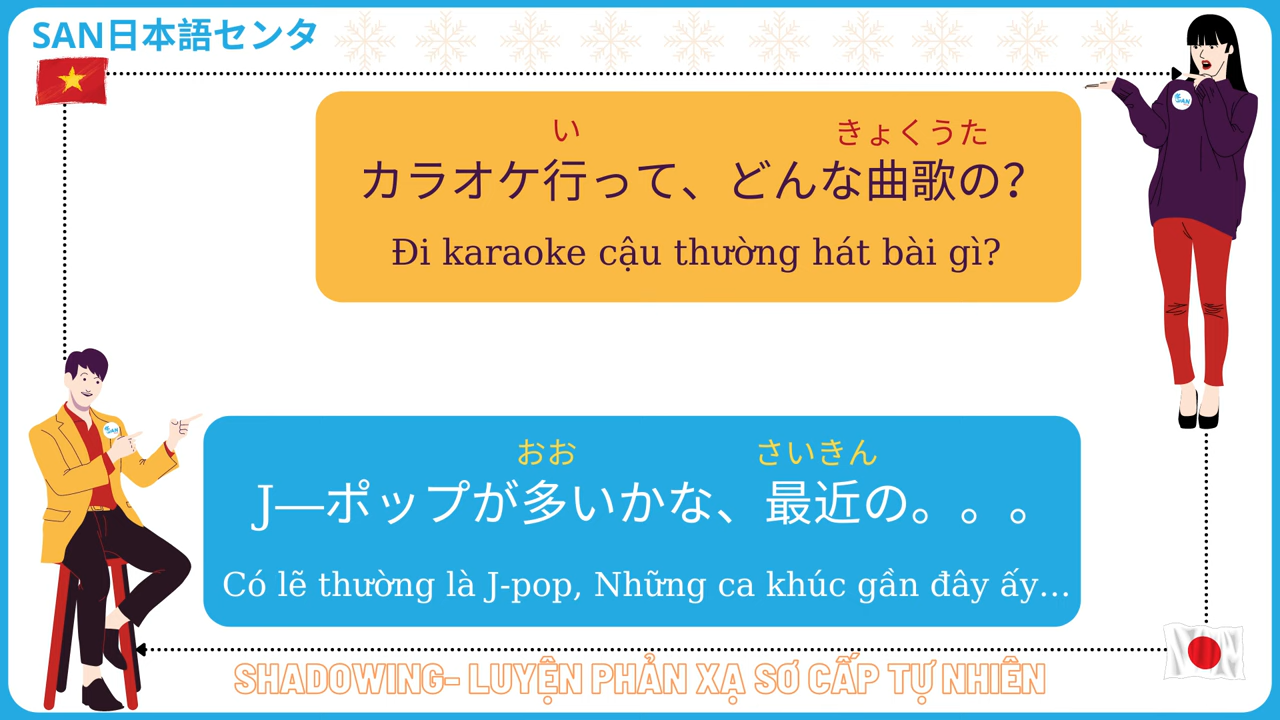 SAN日本語センタ
い きょくうた
カラオケ行って、どんな曲歌の？
Đi karaoke cậu thường hát bài gì?
おお さいきん
J—ポップが多いかな、最近の。。。
Có lẽ thường là J-pop, Những ca khúc gần đây ấy...
SHADOWING- LUYỆN PHẢN XẠ SƠ CẤP TỰ NHIÊN
SAN
SAN